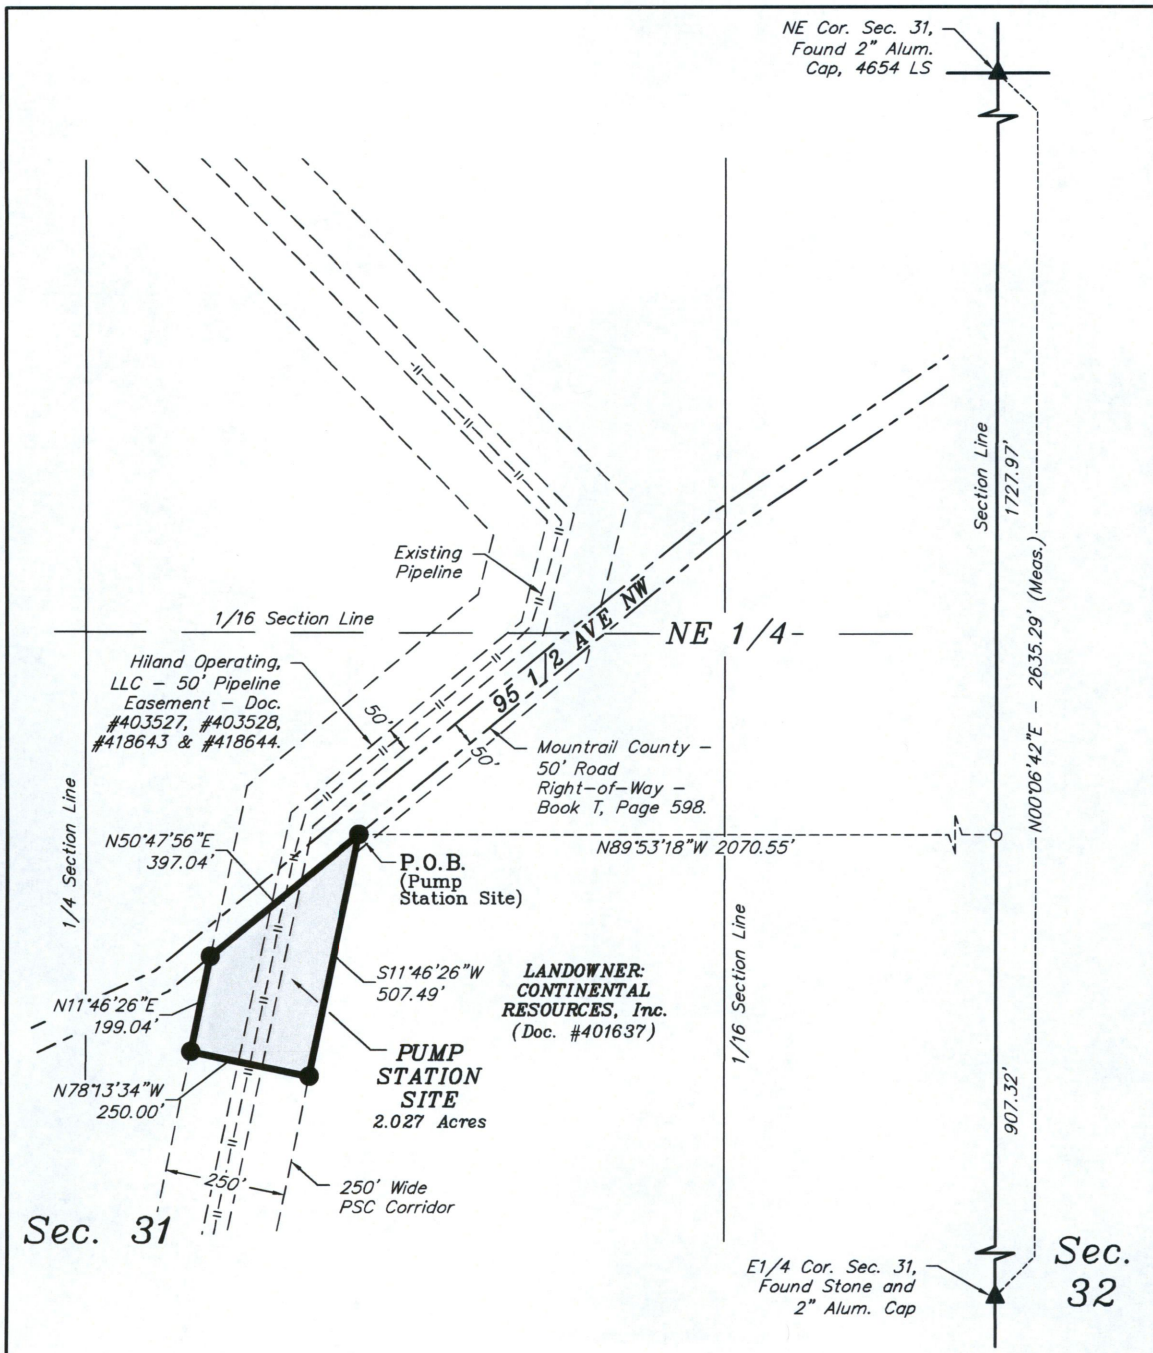 NE Cor. Sec. 31,
Found 2" Alum.
Cap, 4654 LS
Section Line
1727.97'
N00°06'42"E - 2635.29' (Meas.)
Existing
Pipeline
1/16 Section Line
NE 1/4
95 1/2 AVE NW
Hiland Operating,
LLC - 50' Pipeline
Easement - Doc.
#403527, #403528,
#418643 & #418644.
50'
50'
Mountrail County -
50' Road
Right-of-Way -
Book T, Page 598.
1/4 Section Line
N50°47'56"E
397.04'
P.O.B.
(Pump
Station Site)
N89°53'18"W 2070.55'
S11°46'26"W
507.49'
LANDOWNER:
CONTINENTAL
RESOURCES, Inc.
(Doc. #401637)
1/16 Section Line
N11°46'26"E
199.04'
PUMP
STATION
SITE
2.027 Acres
N78°13'34"W
250.00'
907.32'
250'
250' Wide
PSC Corridor
Sec. 31
E1/4 Cor. Sec. 31,
Found Stone and
2" Alum. Cap
Sec.
32